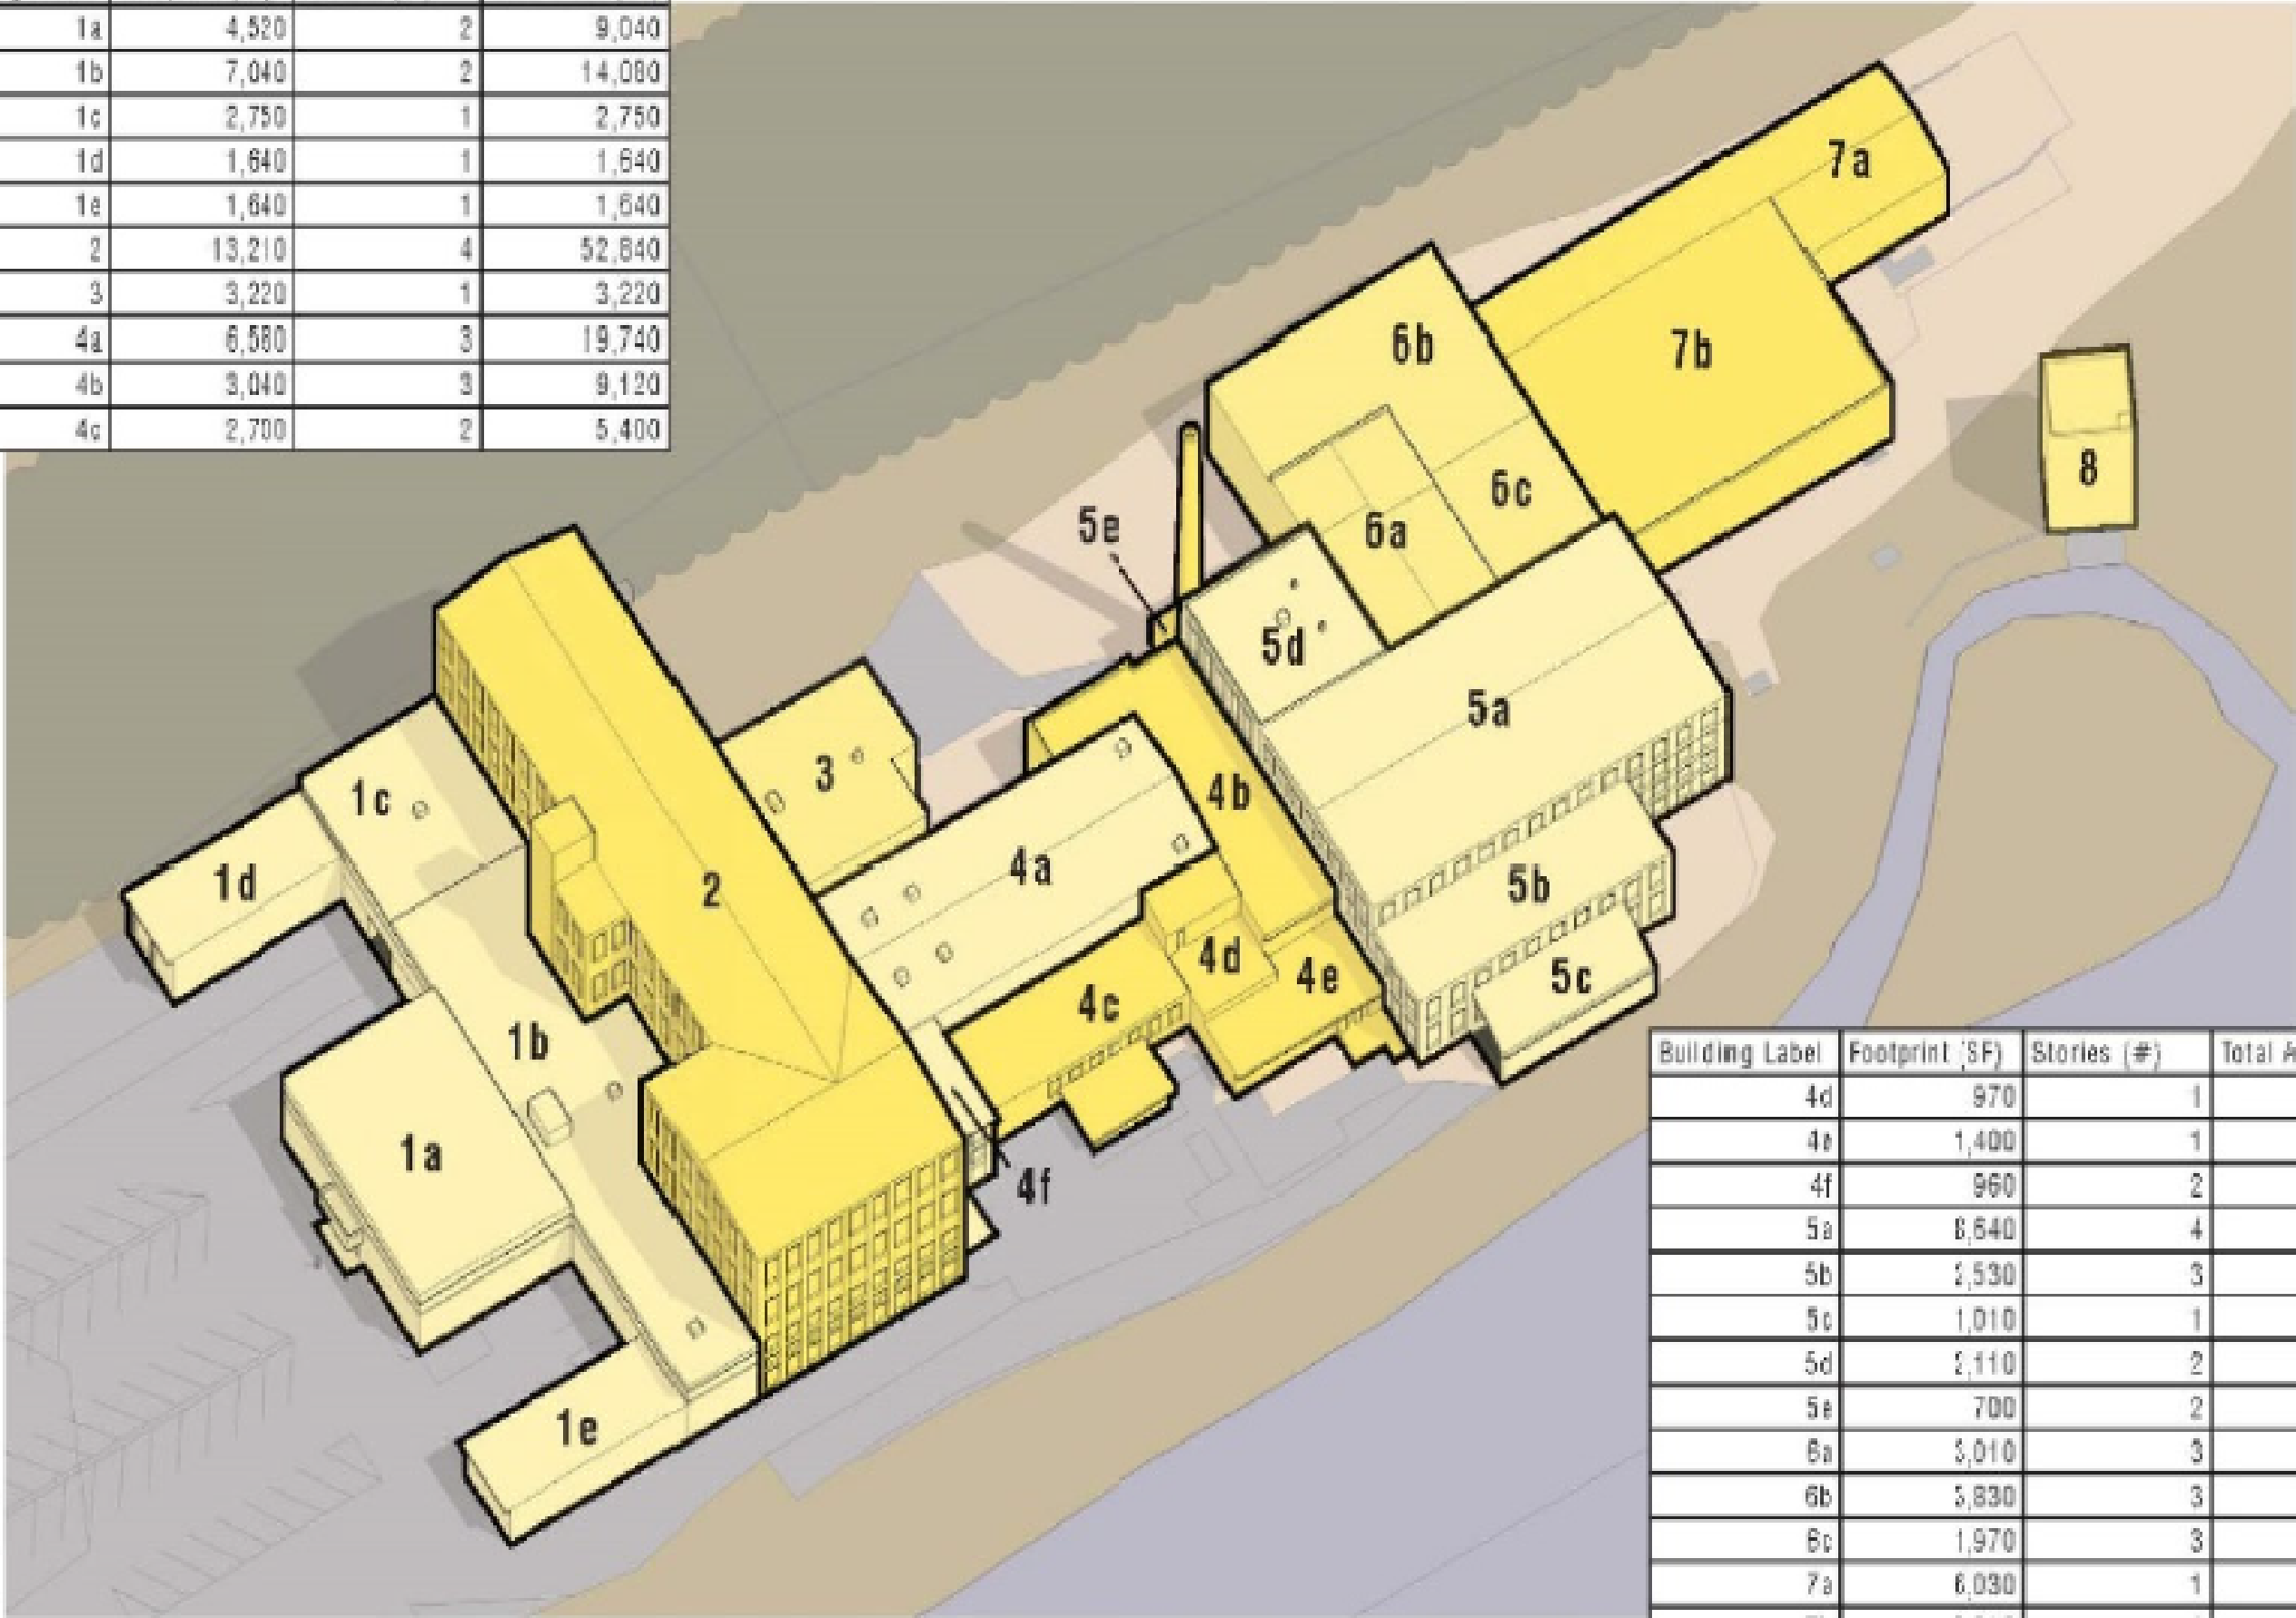 1a 4,520 2 9,040
1b 7,040 2 14,080
1c 2,750 1 2,750
1d 1,640 1 1,640
1e 1,640 1 1,640
2 13,210 4 52,840
3 3,220 1 3,220
4a 6,580 3 19,740
4b 3,040 3 9,120
4c 2,700 2 5,400
7a
6b
7b
8
6c
5e
6a
5d
5a
3
4b
1c
4a
1d
2
5b
4d
4e
5c
4c
1b
1a
4f
1e
Building Label Footprint (SF) Stories (#) Total
4d 970 1
4e 1,400 1
4f 960 2
5a 8,640 4
5b 2,530 3
5c 1,010 1
5d 2,110 2
5e 700 2
6a 3,010 3
6b 3,830 3
6c 1,970 3
7a 6,030 1